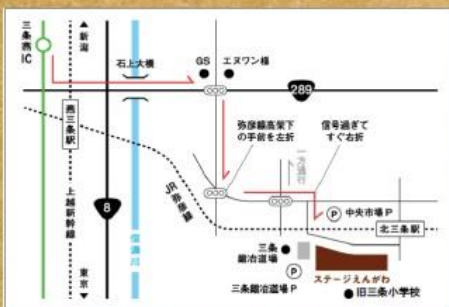 三条燕
IC
▲新潟
石上大橋
GS
エヌワン様
289
燕三条駅
弥彦線高架下
の手前を左折
信号過ぎて
すぐ右折
一方通行
8
JR弥彦線
P 中央市場P
上越新幹線
信濃川
北三条駅
三条
鍛冶道場
P
三条鍛冶道場P
ステージえんがわ
東京▼
旧三条小学校